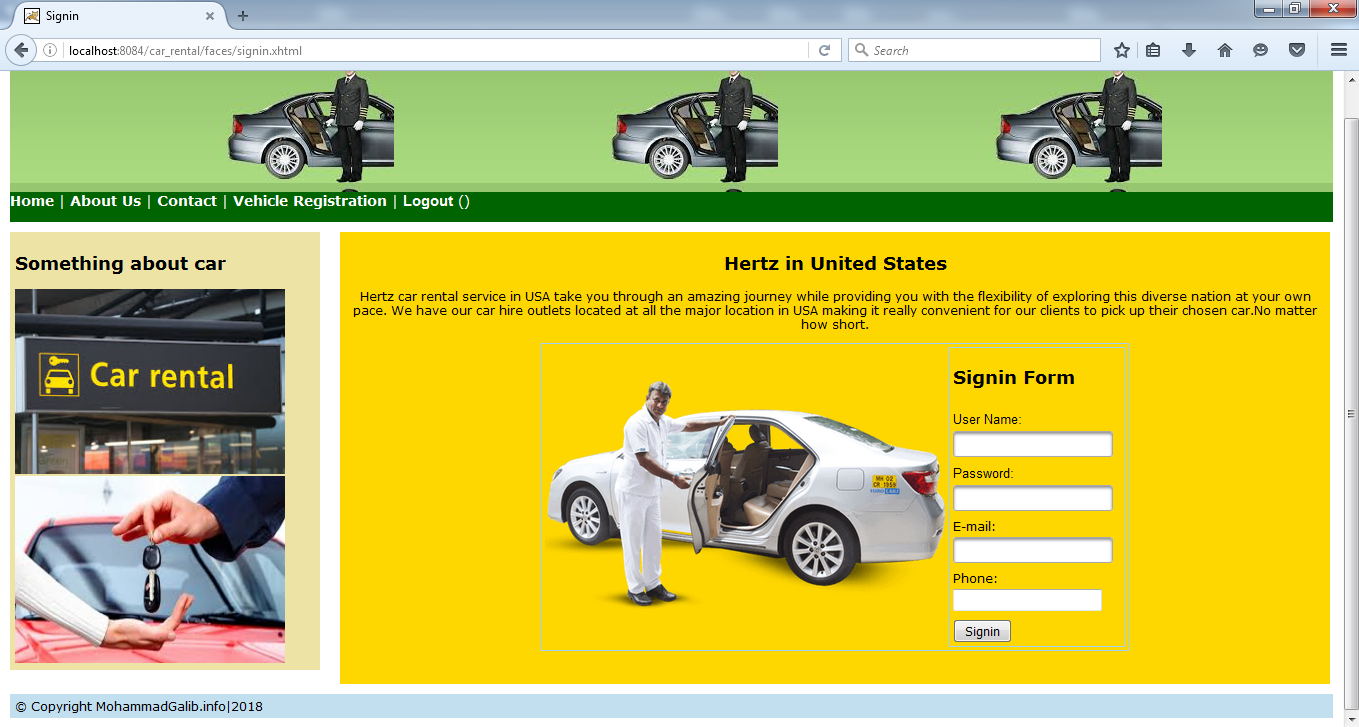 Signin
localhost:8084/car_rental/faces/signin.xhtml
Search
Home | About Us | Contact | Vehicle Registration | Logout ()
Something about car
Car rental
Hertz in United States
Hertz car rental service in USA take you through an amazing journey while providing you with the flexibility of exploring this diverse nation at your own
pace. We have our car hire outlets located at all the major location in USA making it really convenient for our clients to pick up their chosen car.No matter
how short.
Signin Form
User Name:
Password:
E-mail:
Phone:
Signin
MH 02
CR 1959
© Copyright MohammadGalib.info|2018